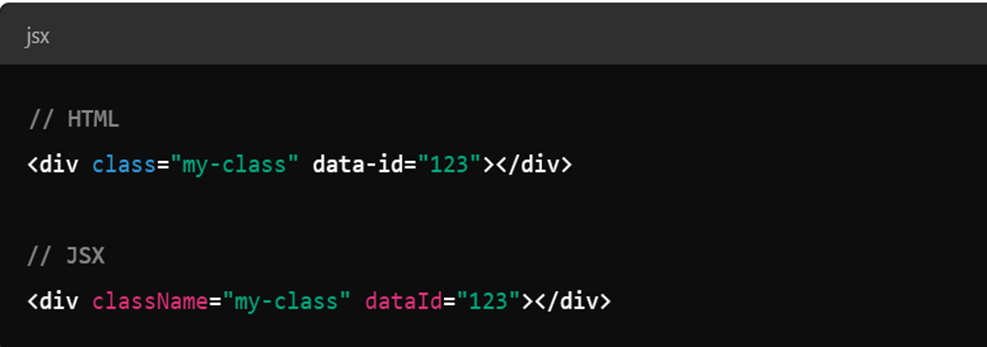 jsx
// HTML
<div class="my-class" data-id="123"></div>
// JSX
<div className="my-class" dataId="123"></div>